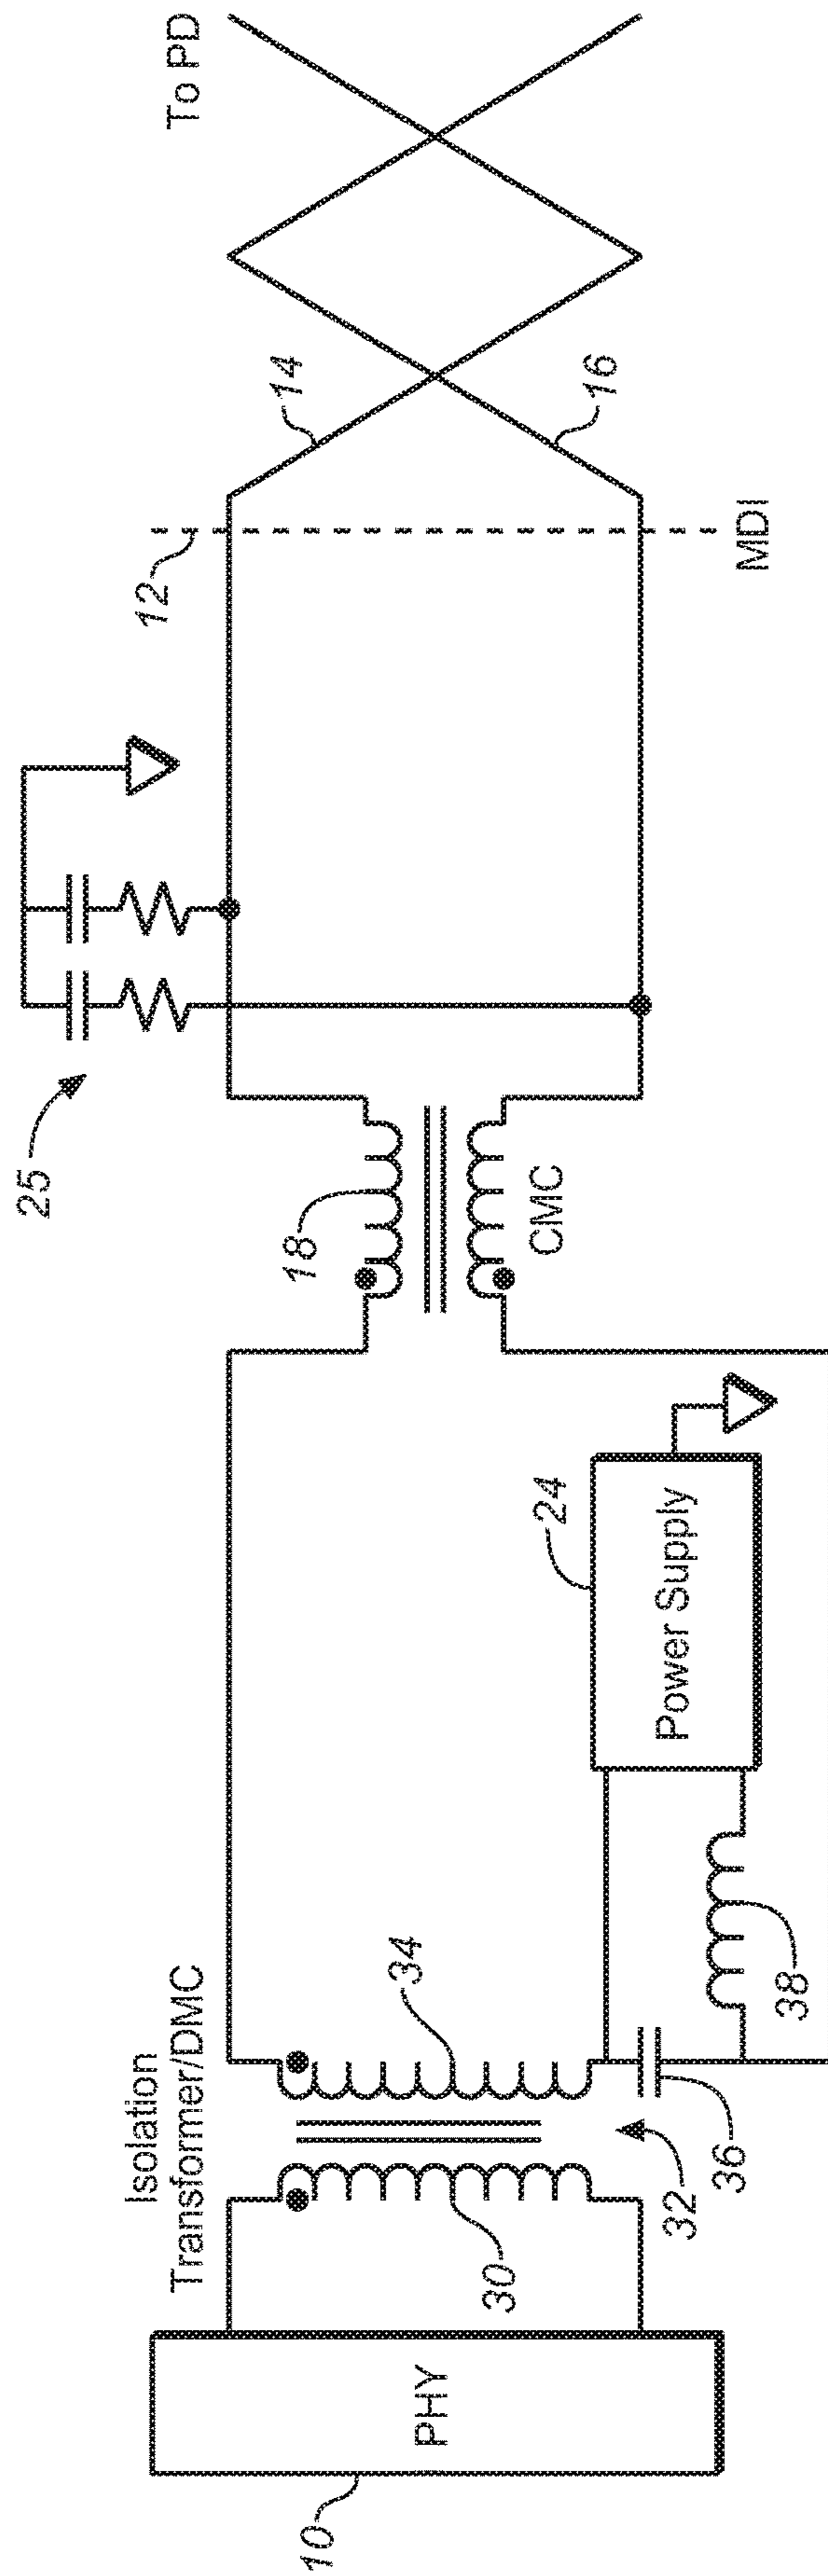 Isolation
Transformer/DMC
10
PHY
30
32
34
36
38
24
Power Supply
18
CMC
25
12
MDI
14
16
To PD